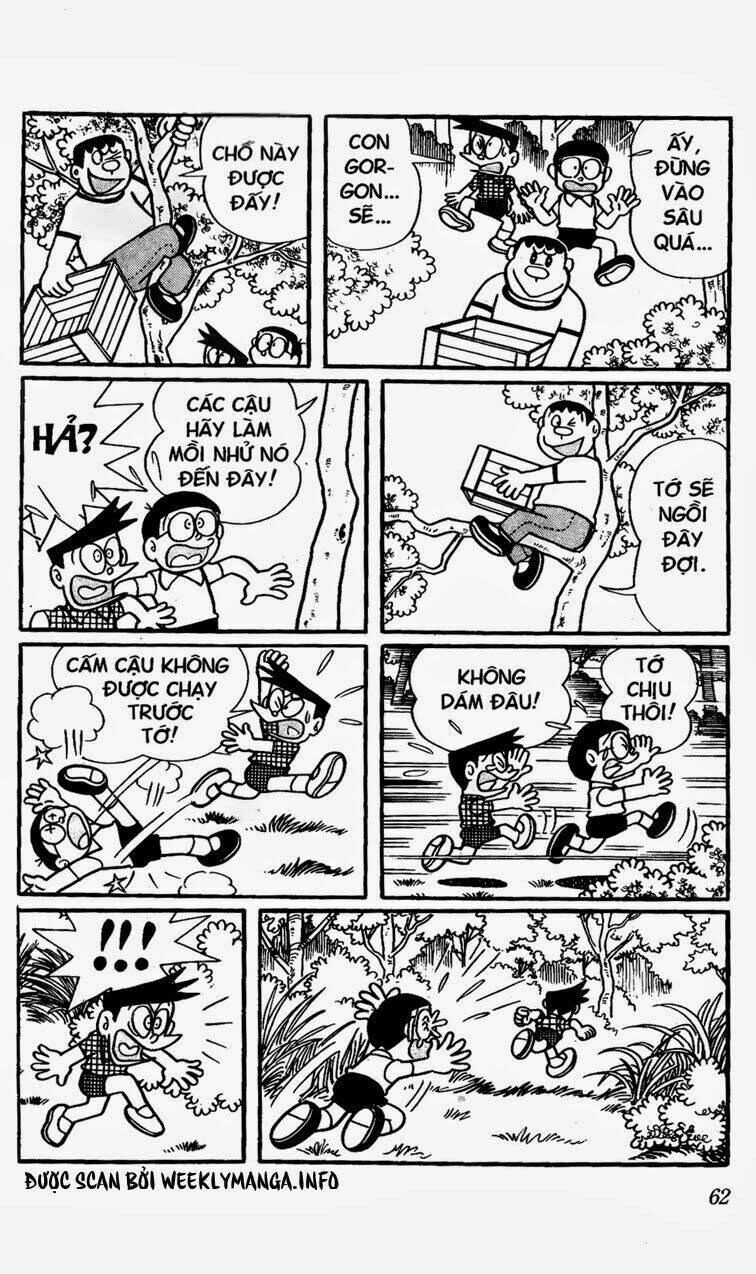 ẤY,
ĐỪNG
VÀO
SÂU
QUÁ...
CON
GOR-
GON...
SẼ...
CHỖ NÀY
ĐƯỢC
ĐÂY!
TỚ SẼ
NGỒI
ĐÂY
ĐỢI.
CÁC CẬU
HÃY LÀM
MỒI NHỬ NÓ
ĐẾN ĐÂY!
HẢ?
TỚ
CHỊU
THÔI!
KHÔNG
DÁM ĐÂU!
CẤM CẬU KHÔNG
ĐƯỢC CHẠY
TRƯỚC
TỚ!
!!!
ĐƯỢC SCAN BỞI WEEKLYMANGA.INFO
62